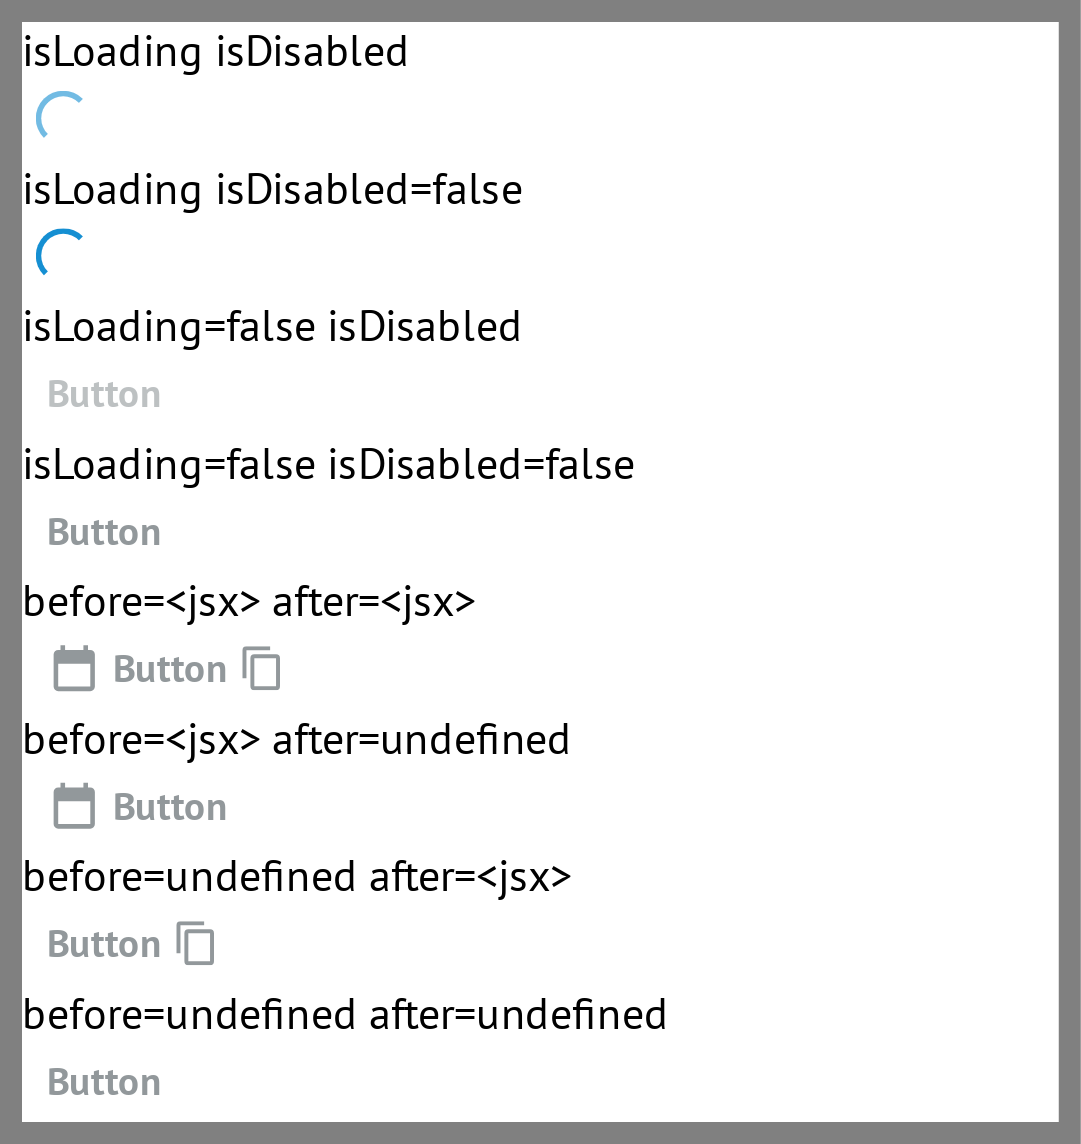 isLoading isDisabled
isLoading isDisabled=false
isLoading=false isDisabled
Button
isLoading=false isDisabled=false
Button
before=<jsx> after=<jsx>
Button
before=<jsx> after=undefined
Button
before=undefined after=<jsx>
Button
before=undefined after=undefined
Button